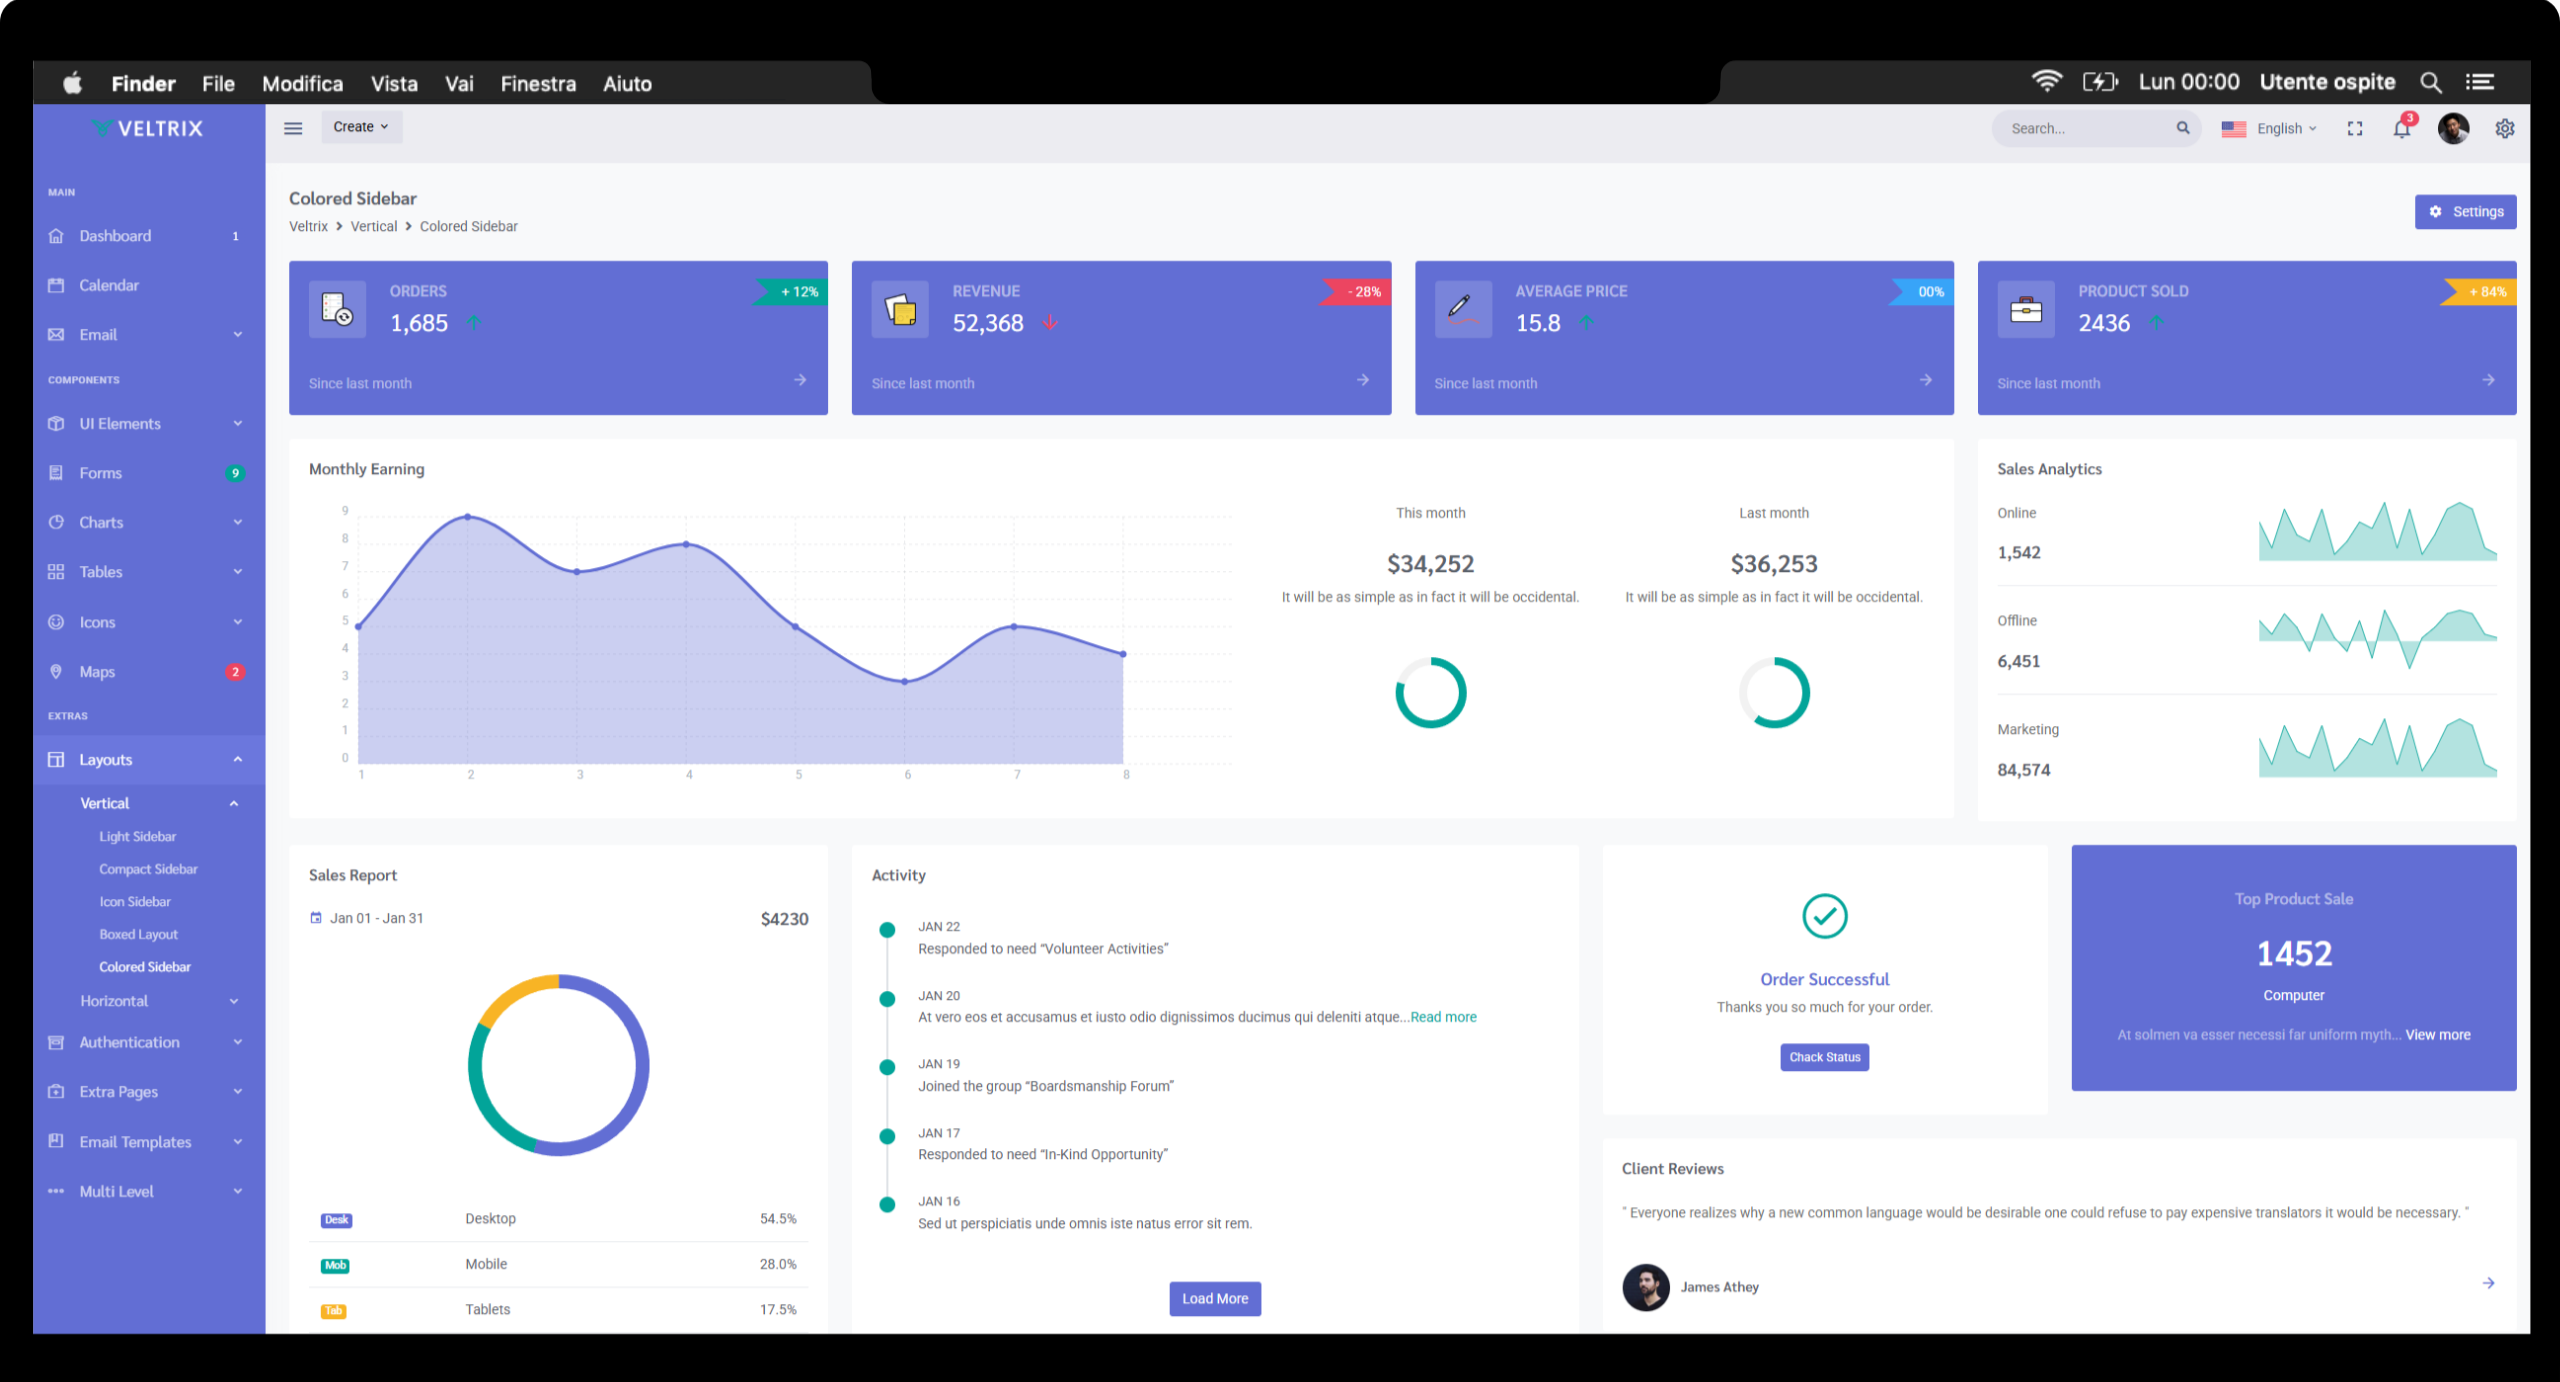 Finder File Modifica Vista Vai Finestra Aiuto
Lun 00:00 Utente ospite
VELTRIX
Create
Search...
English
3
MAIN
Dashboard 1
Calendar
Email
COMPONENTS
UI Elements
Forms 9
Charts
Tables
Icons
Maps 2
EXTRAS
Layouts
Vertical
Light Sidebar
Compact Sidebar
Icon Sidebar
Boxed Layout
Colored Sidebar
Horizontal
Authentication
Extra Pages
Email Templates
Multi Level
Colored Sidebar
Veltrix > Vertical > Colored Sidebar
Settings
ORDERS
+ 12%
1,685
Since last month
REVENUE
- 28%
52,368
Since last month
AVERAGE PRICE
00%
15.8
Since last month
PRODUCT SOLD
+ 84%
2436
Since last month
Monthly Earning
9
8
7
6
5
4
3
2
1
0
1 2 3 4 5 6 7 8
This month
$34,252
It will be as simple as in fact it will be occidental.
Last month
$36,253
It will be as simple as in fact it will be occidental.
Sales Analytics
Online
1,542
Offline
6,451
Marketing
84,574
Sales Report
Jan 01 - Jan 31 $4230
Desk Desktop 54.5%
Mob Mobile 28.0%
Tab Tablets 17.5%
Activity
JAN 22
Responded to need “Volunteer Activities”
JAN 20
At vero eos et accusamus et iusto odio dignissimos ducimus qui deleniti atque...Read more
JAN 19
Joined the group “Boardsmanship Forum”
JAN 17
Responded to need “In-Kind Opportunity”
JAN 16
Sed ut perspiciatis unde omnis iste natus error sit rem.
Load More
Order Successful
Thanks you so much for your order.
Chack Status
Top Product Sale
1452
Computer
At solmen va esser necessi far uniform myth... View more
Client Reviews
" Everyone realizes why a new common language would be desirable one could refuse to pay expensive translators it would be necessary. "
James Athey